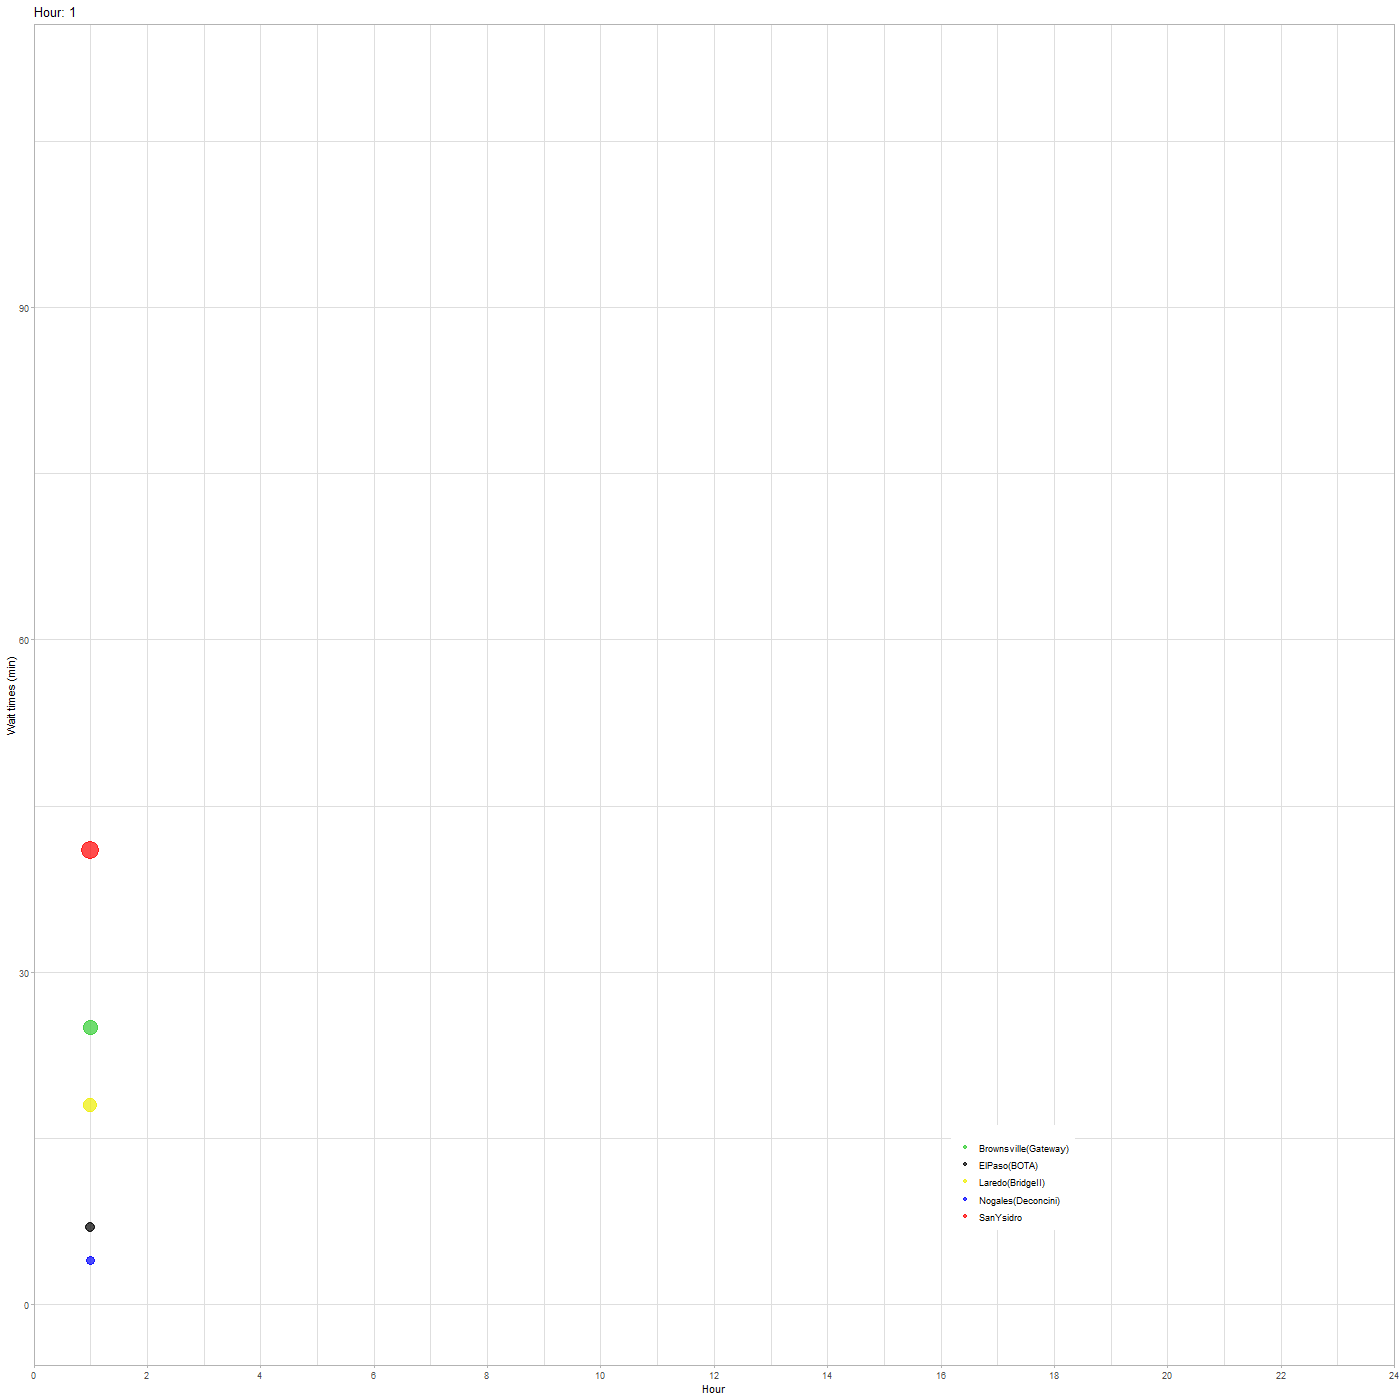 Hour: 1
90
60
30
0
Wait times (min)
Brownsville(Gateway)
ElPaso(BOTA)
Laredo(BridgeII)
Nogales(Deconcini)
SanYsidro
0 2 4 6 8 10 12 14 16 18 20 22 24
Hour